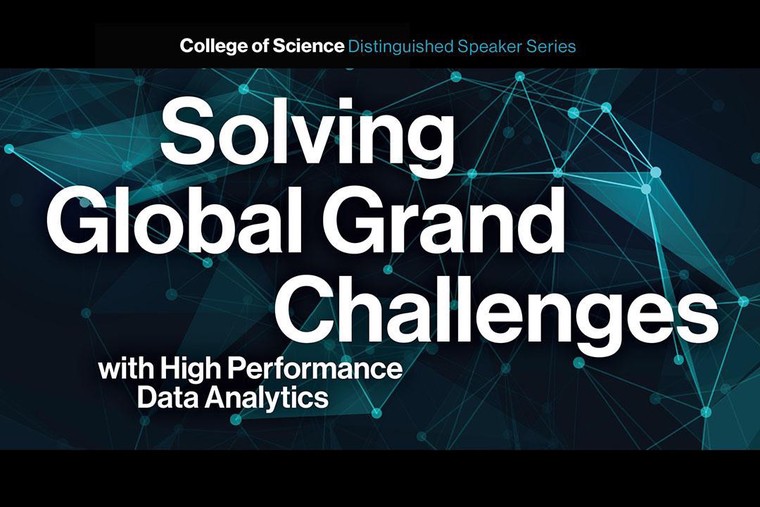 College of Science Distinguished Speaker Series
Solving
Global Grand
Challenges
with High Performance
Data Analytics